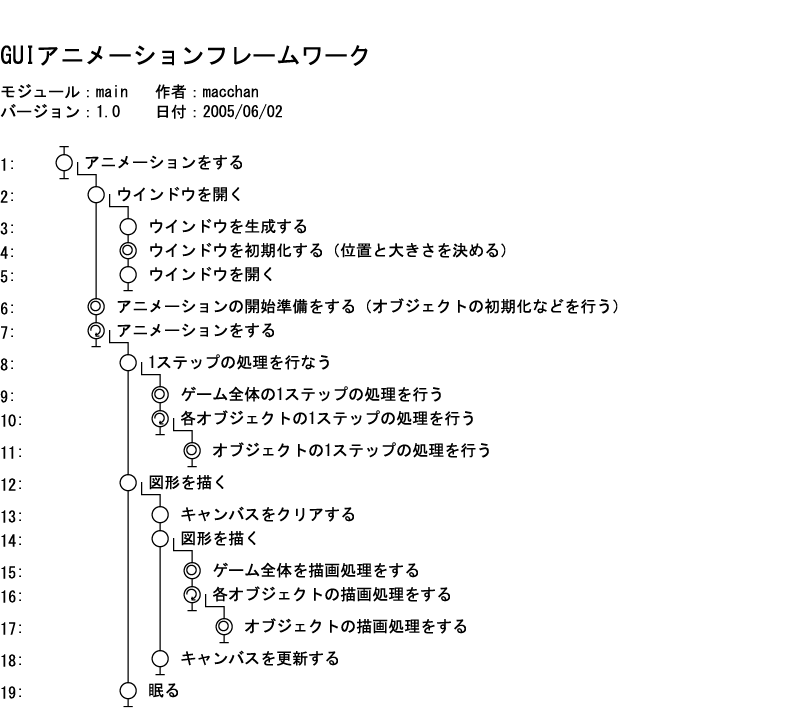 GUIアニメーションフレームワーク
モジュール：main　作者：macchan
バージョン：1.0　日付：2005/06/02
1: アニメーションをする
2: ウインドウを開く
3: ウインドウを生成する
4: ウインドウを初期化する（位置と大きさを決める）
5: ウインドウを開く
6: アニメーションの開始準備をする（オブジェクトの初期化などを行う）
7: アニメーションをする
8: 1ステップの処理を行なう
9: ゲーム全体の1ステップの処理を行う
10: 各オブジェクトの1ステップの処理を行う
11: オブジェクトの1ステップの処理を行う
12: 図形を描く
13: キャンバスをクリアする
14: 図形を描く
15: ゲーム全体を描画処理をする
16: 各オブジェクトの描画処理をする
17: オブジェクトの描画処理をする
18: キャンバスを更新する
19: 眠る